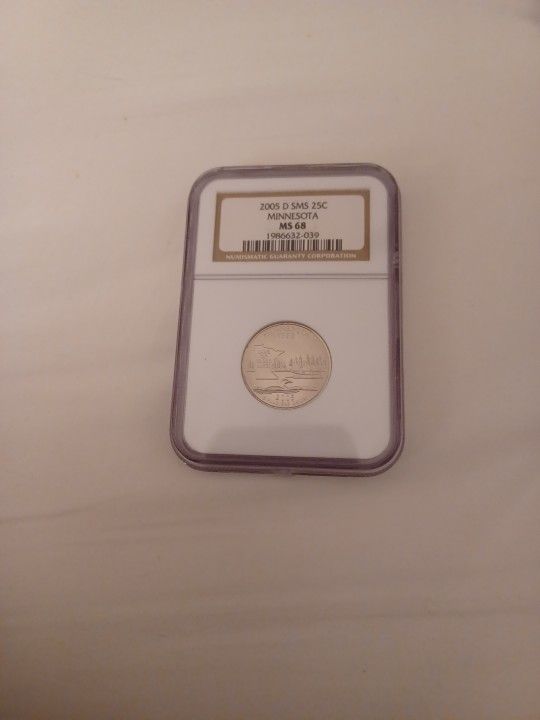 2005 D SMS 25C
MINNESOTA
MS 68
1986632-039
NUMISMATIC GUARANTY CORPORATION